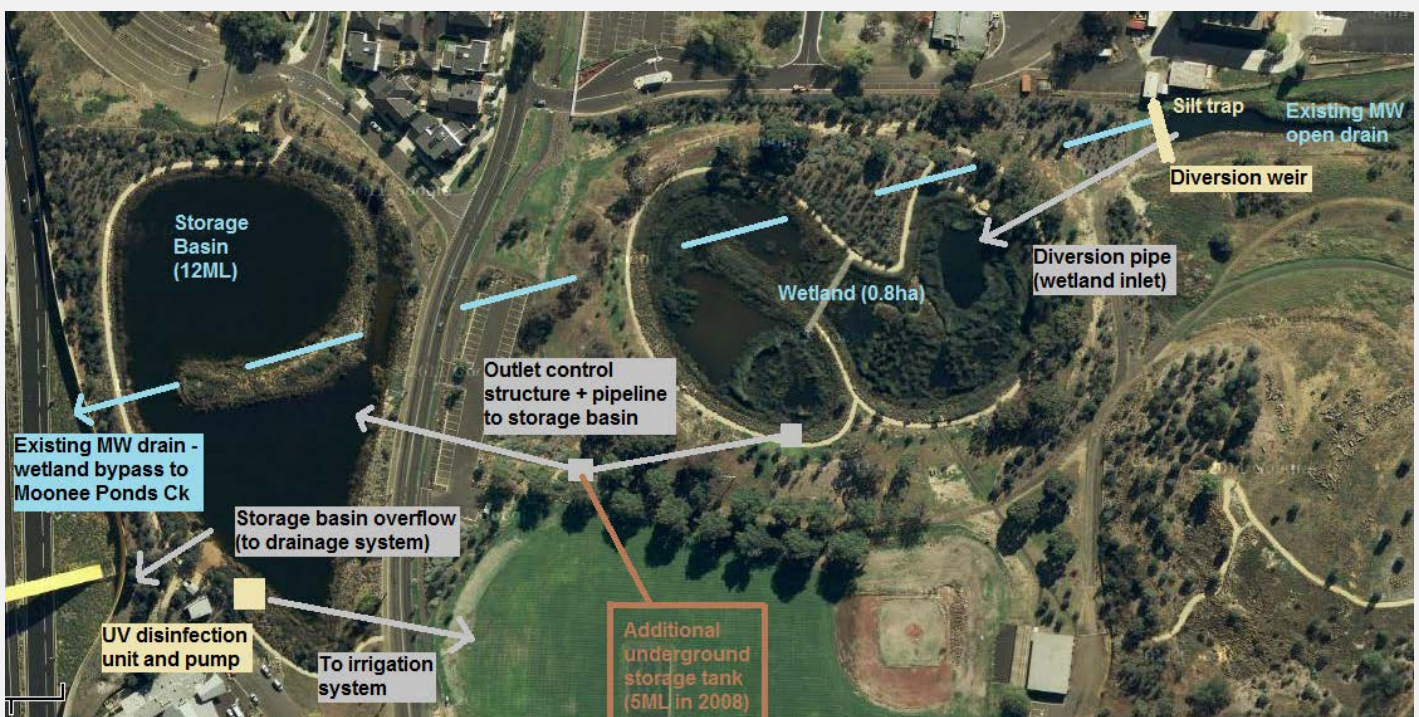 Silt trap
Existing MW
open drain
Diversion weir
Storage
Basin
(12ML)
Diversion pipe
(wetland inlet)
Wetland (0.8ha)
Outlet control
structure + pipeline
to storage basin
Existing MW drain -
wetland bypass to
Moonee Ponds Ck
Storage basin overflow
(to drainage system)
UV disinfection
unit and pump
To irrigation
system
Additional
underground
storage tank
(5ML in 2008)